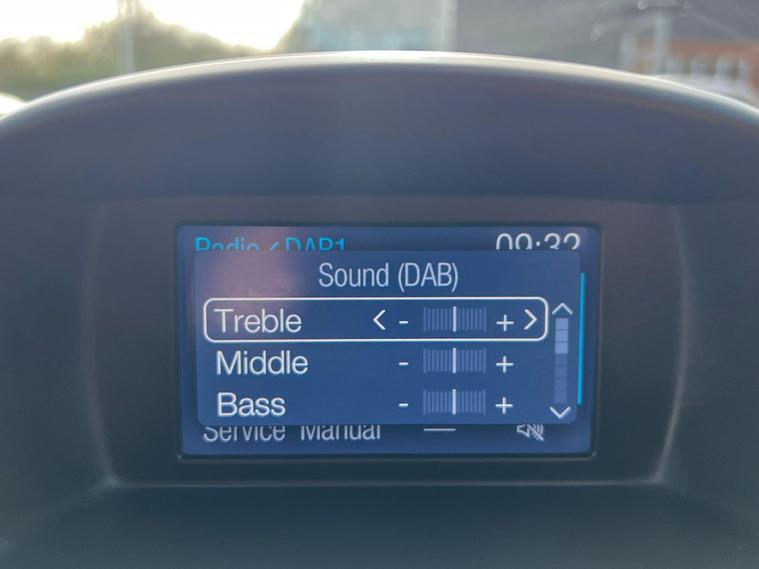 Radio < DAB1 09:32
Sound (DAB)
Treble < - + >
Middle - +
Bass - +
Service Manual